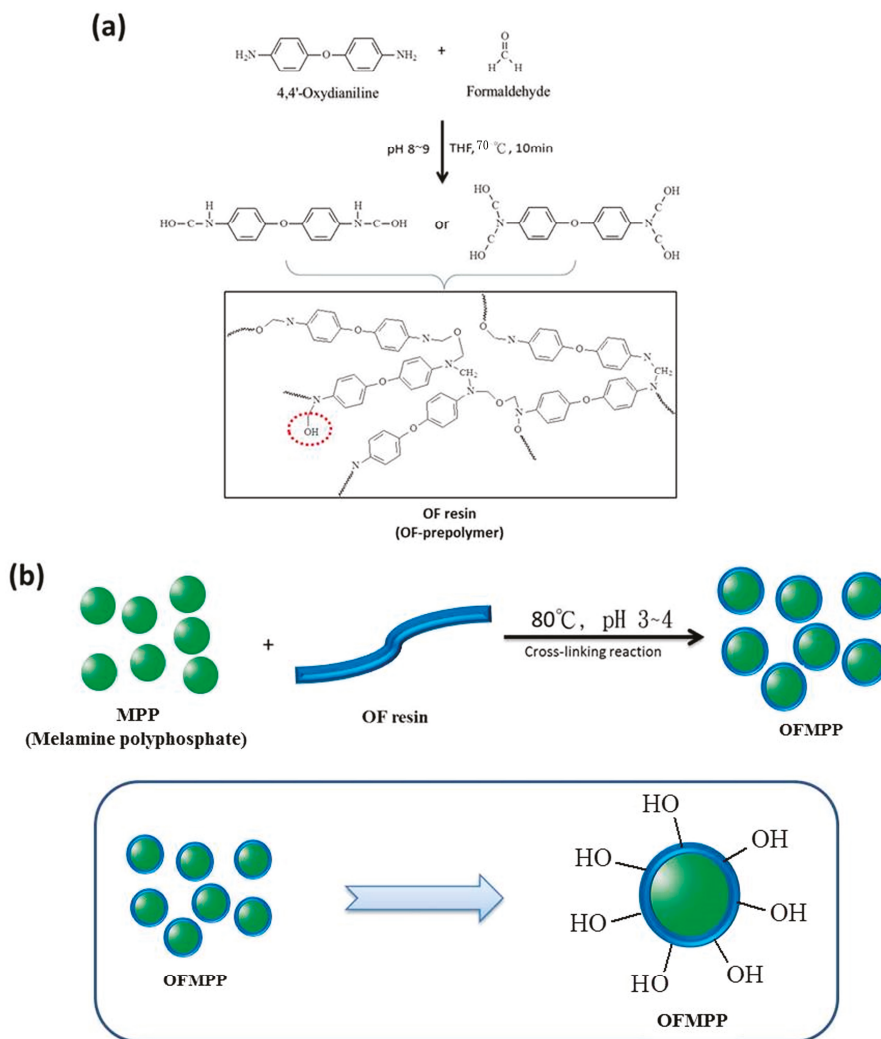 (a)
H₂N O NH₂ + O C H H
4,4'-Oxydianiline Formaldehyde
pH 8~9 THF, 70 ℃, 10min
HO—C—N H O H N—C—OH or HO C N C HO O OH C N C OH
O N O N O O N O N
N O N CH₂ N O N CH₂ N
OH N O N O N O
N O N
OF resin
(OF-prepolymer)
(b)
80℃, pH 3~4
+
Cross-linking reaction
MPP
(Melamine polyphosphate)
OF resin
OFMPP
HO OH
HO OH
HO OH
HO OH
OFMPP
OFMPP